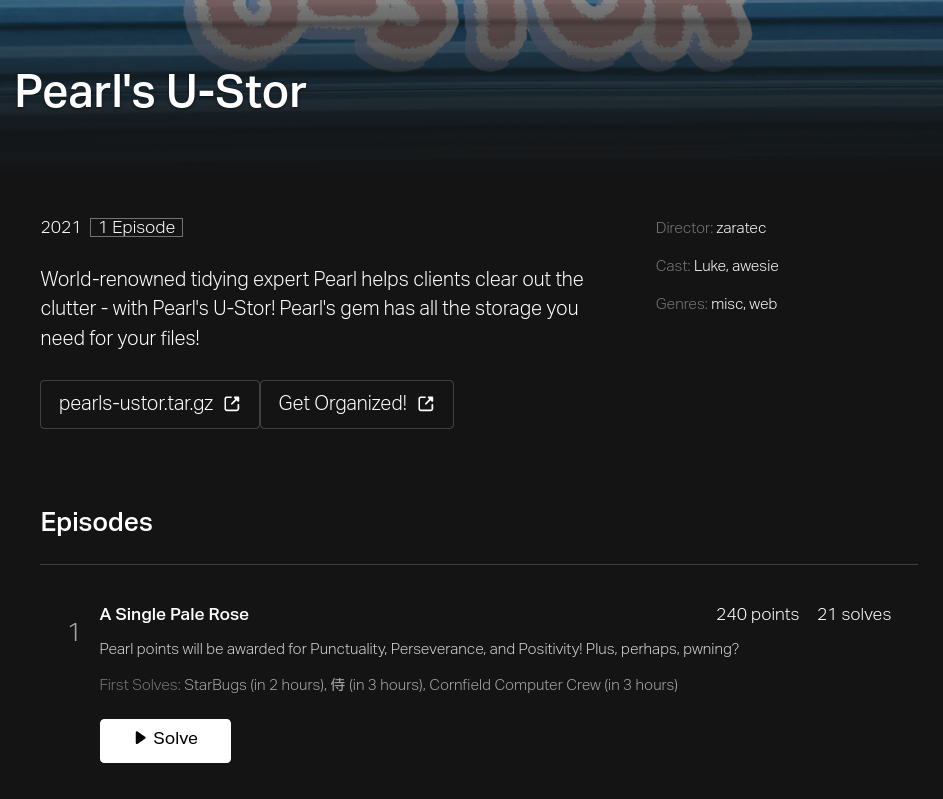 U-STOR
Pearl's U-Stor
2021 1 Episode
Director: zaratec
World-renowned tidying expert Pearl helps clients clear out the
clutter - with Pearl's U-Stor! Pearl's gem has all the storage you
need for your files!
Cast: Luke, awesie
Genres: misc, web
pearls-ustor.tar.gz Get Organized!
Episodes
1
A Single Pale Rose 240 points 21 solves
Pearl points will be awarded for Punctuality, Perseverance, and Positivity! Plus, perhaps, pwning?
First Solves: StarBugs (in 2 hours), 侍 (in 3 hours), Cornfield Computer Crew (in 3 hours)
Solve